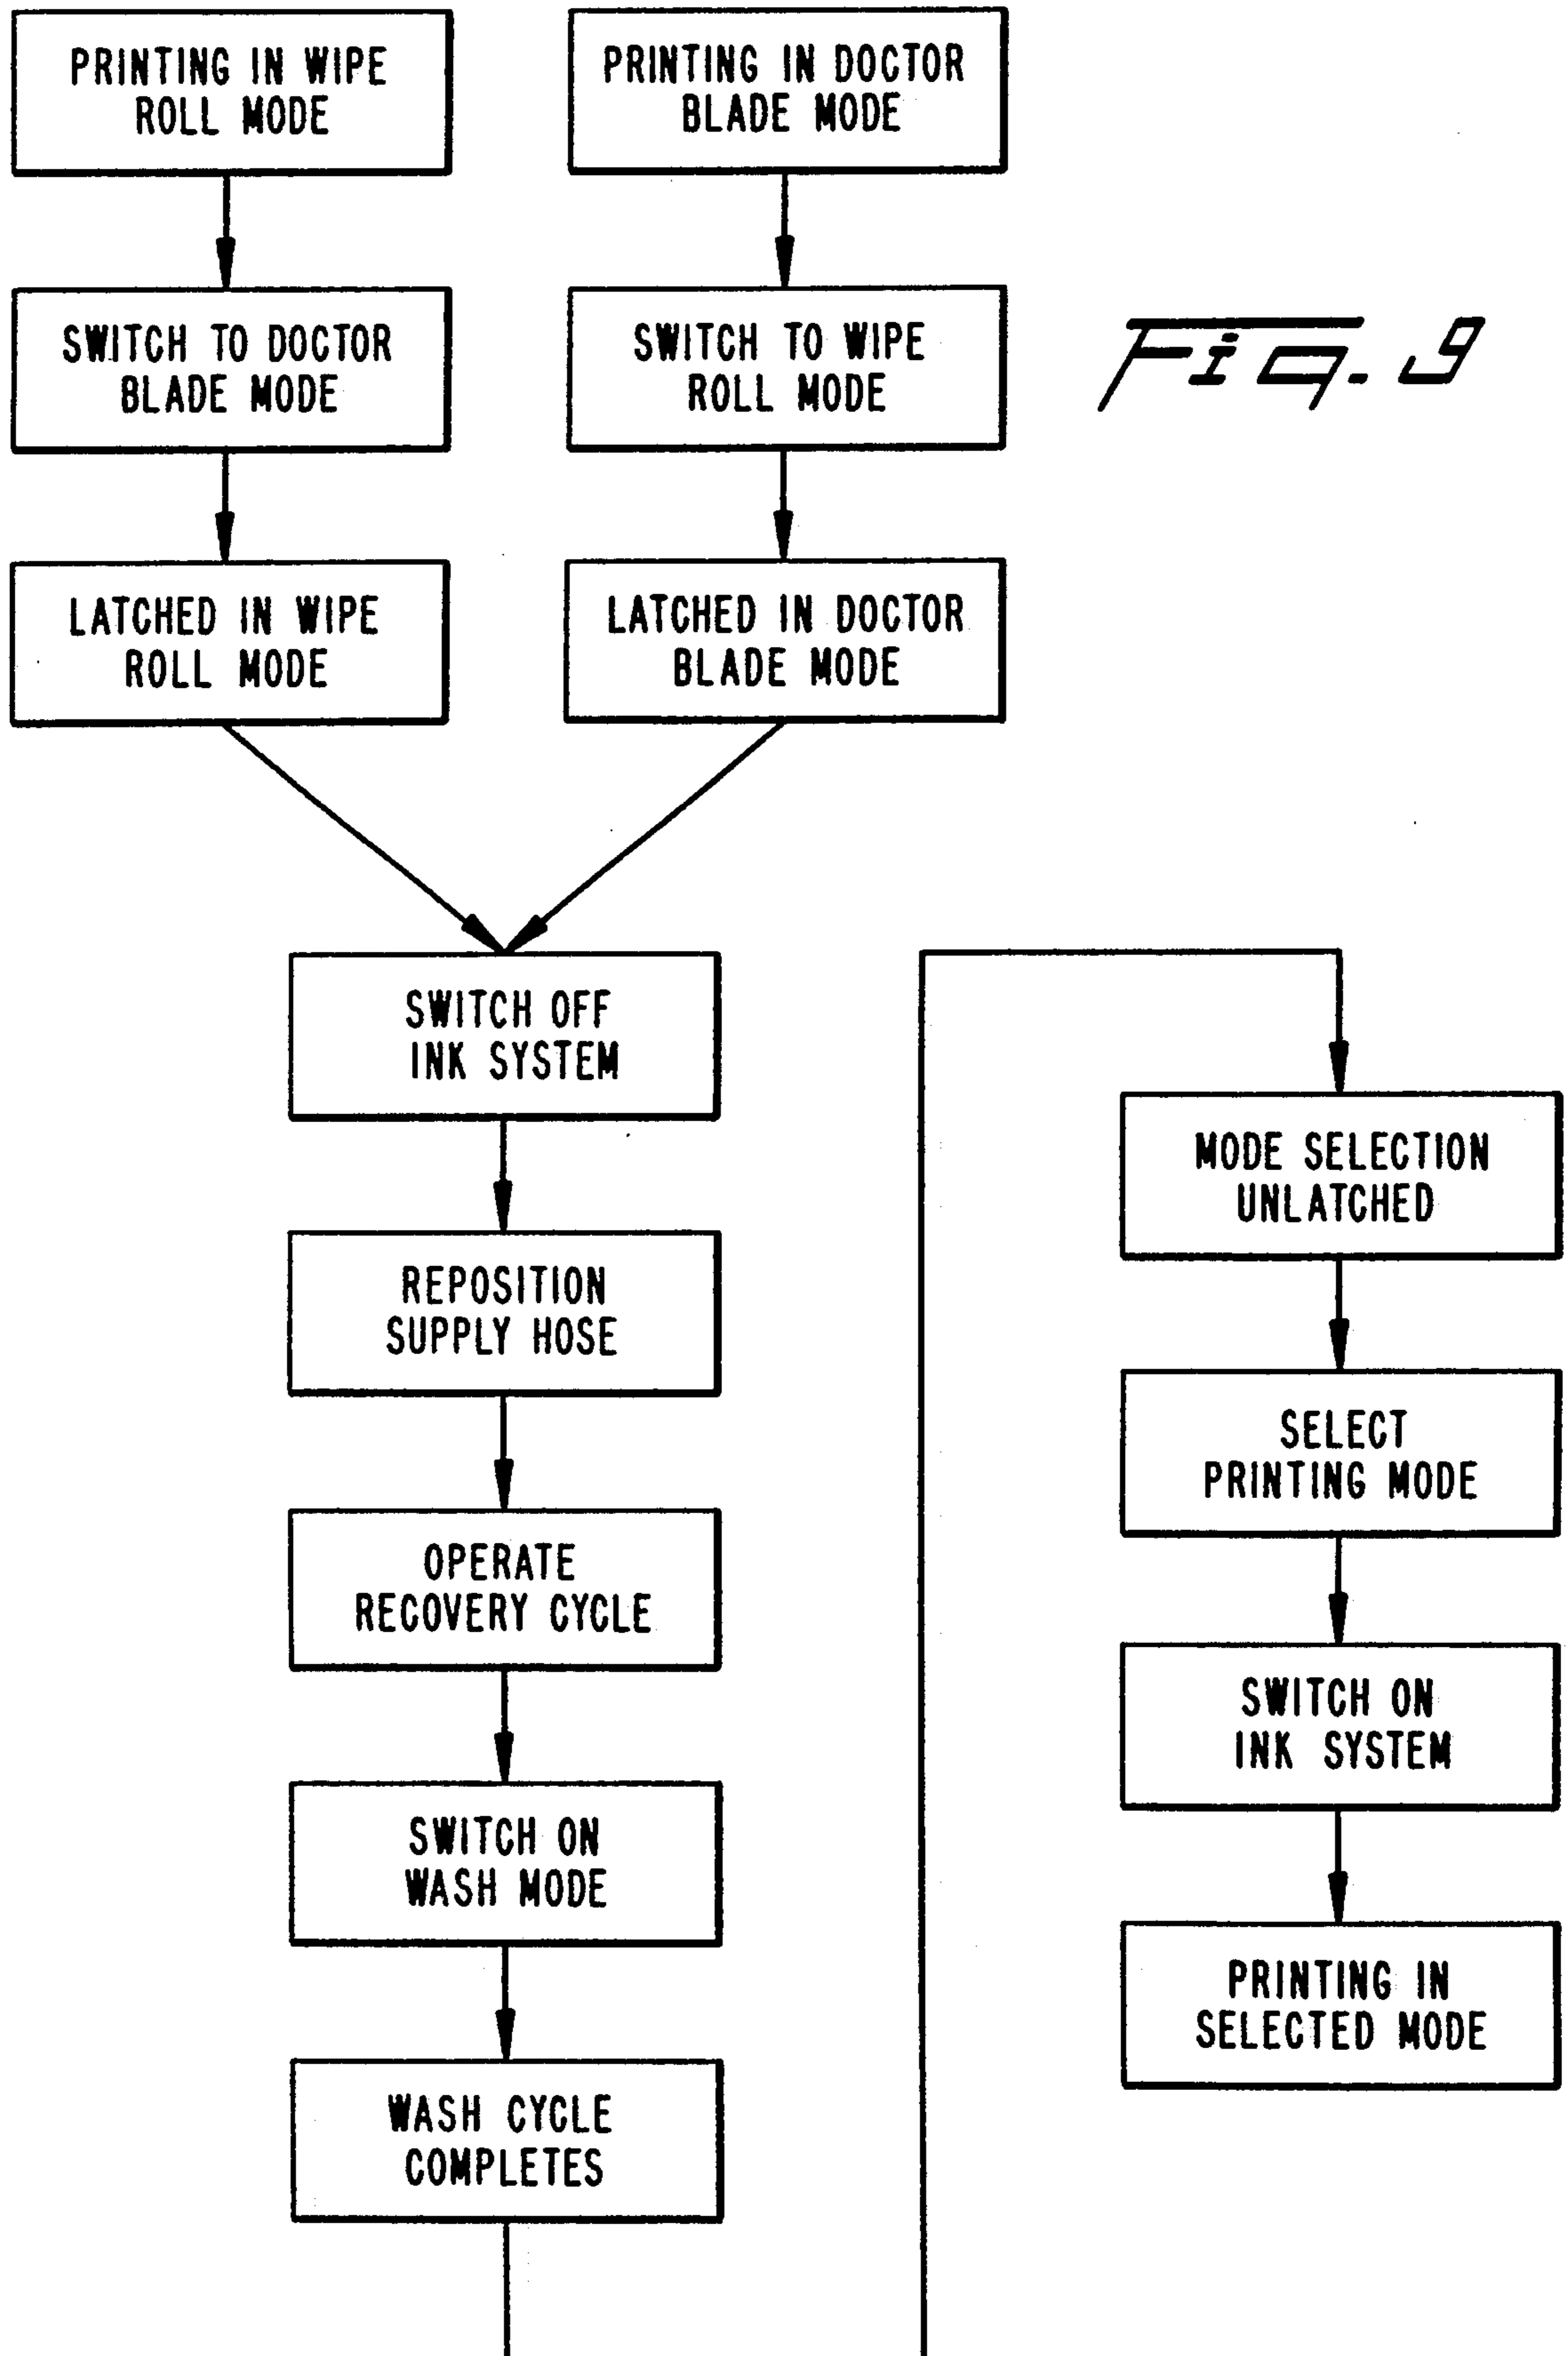 PRINTING IN WIPE
ROLL MODE
PRINTING IN DOCTOR
BLADE MODE
SWITCH TO DOCTOR
BLADE MODE
SWITCH TO WIPE
ROLL MODE
Fig. 9
LATCHED IN WIPE
ROLL MODE
LATCHED IN DOCTOR
BLADE MODE
SWITCH OFF
INK SYSTEM
REPOSITION
SUPPLY HOSE
OPERATE
RECOVERY CYCLE
SWITCH ON
WASH MODE
WASH CYCLE
COMPLETES
MODE SELECTION
UNLATCHED
SELECT
PRINTING MODE
SWITCH ON
INK SYSTEM
PRINTING IN
SELECTED MODE